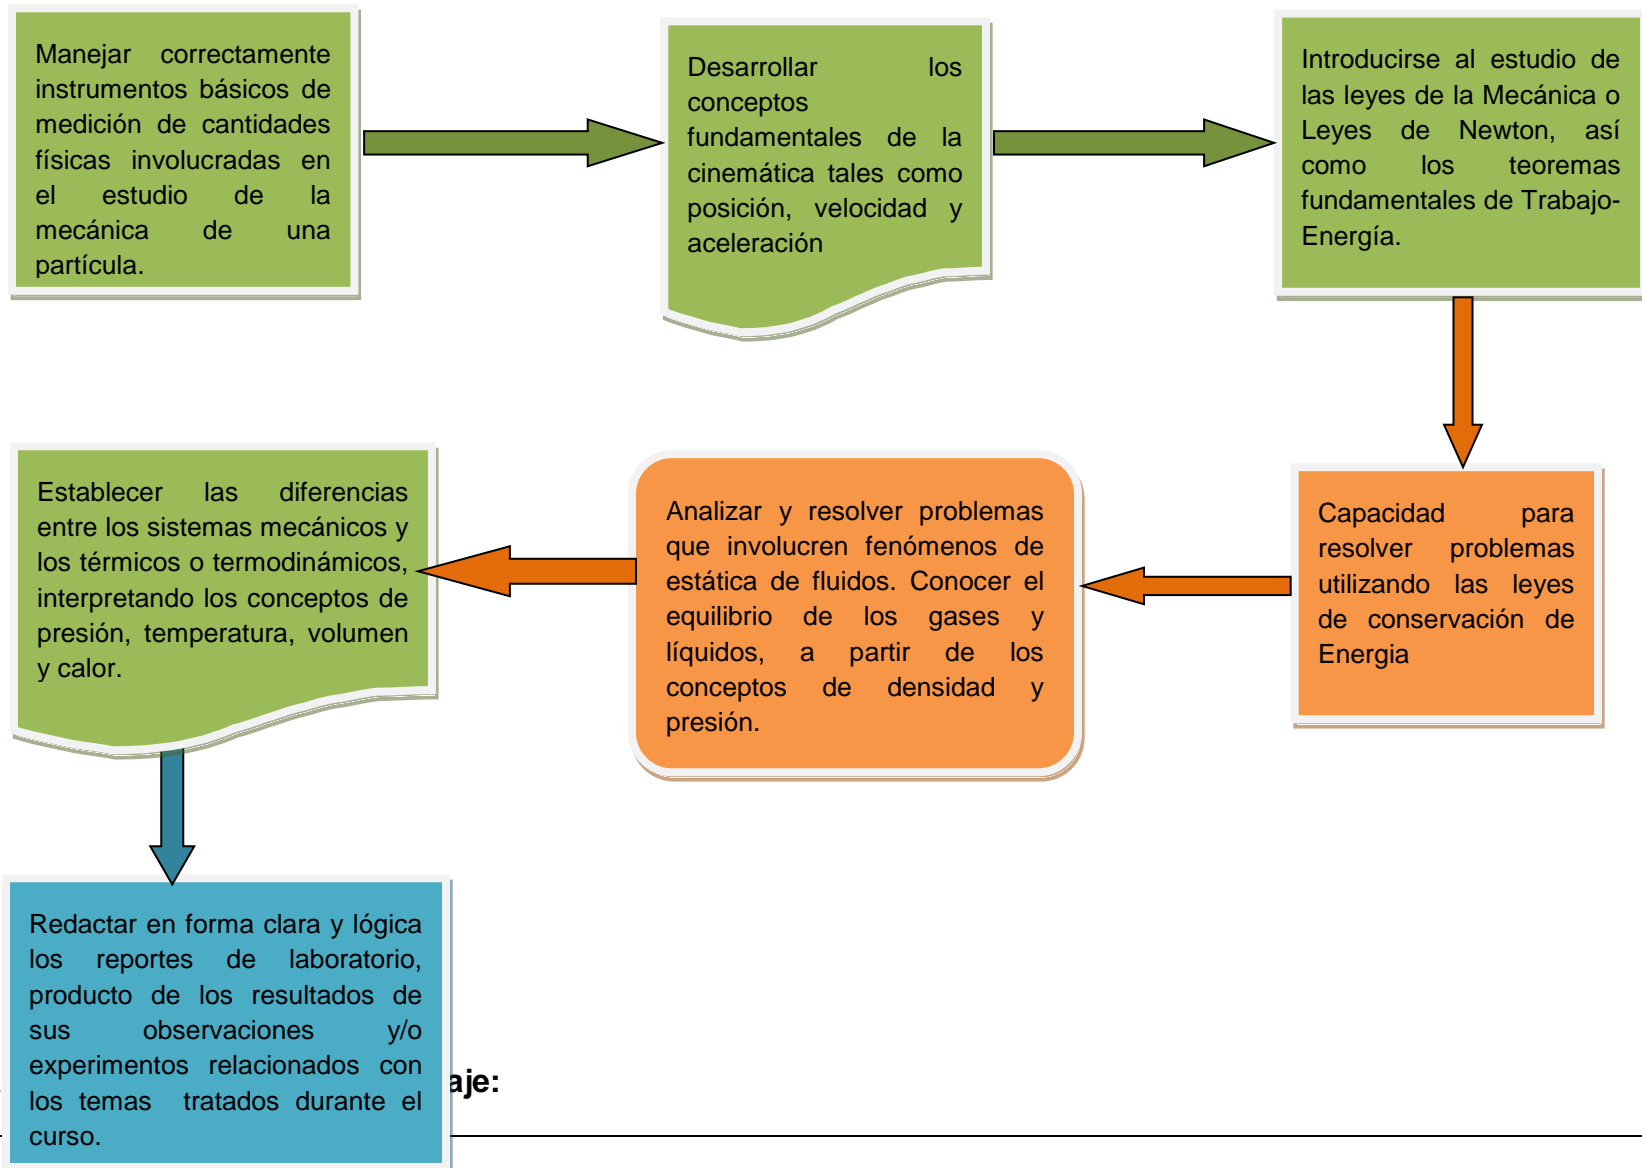 Manejar correctamente
instrumentos básicos de
medición de cantidades
físicas involucradas en
el estudio de la
mecánica de una
partícula.
Desarrollar los
conceptos
fundamentales de la
cinemática tales como
posición, velocidad y
aceleración
Introducirse al estudio de
las leyes de la Mecánica o
Leyes de Newton, así
como los teoremas
fundamentales de Trabajo-
Energía.
Capacidad para
resolver problemas
utilizando las leyes
de conservación de
Energia
Analizar y resolver problemas
que involucren fenómenos de
estática de fluidos. Conocer el
equilibrio de los gases y
líquidos, a partir de los
conceptos de densidad y
presión.
Establecer las diferencias
entre los sistemas mecánicos y
los térmicos o termodinámicos,
interpretando los conceptos de
presión, temperatura, volumen
y calor.
Redactar en forma clara y lógica
los reportes de laboratorio,
producto de los resultados de
sus observaciones y/o
experimentos relacionados con
los temas tratados durante el
curso.
aje: